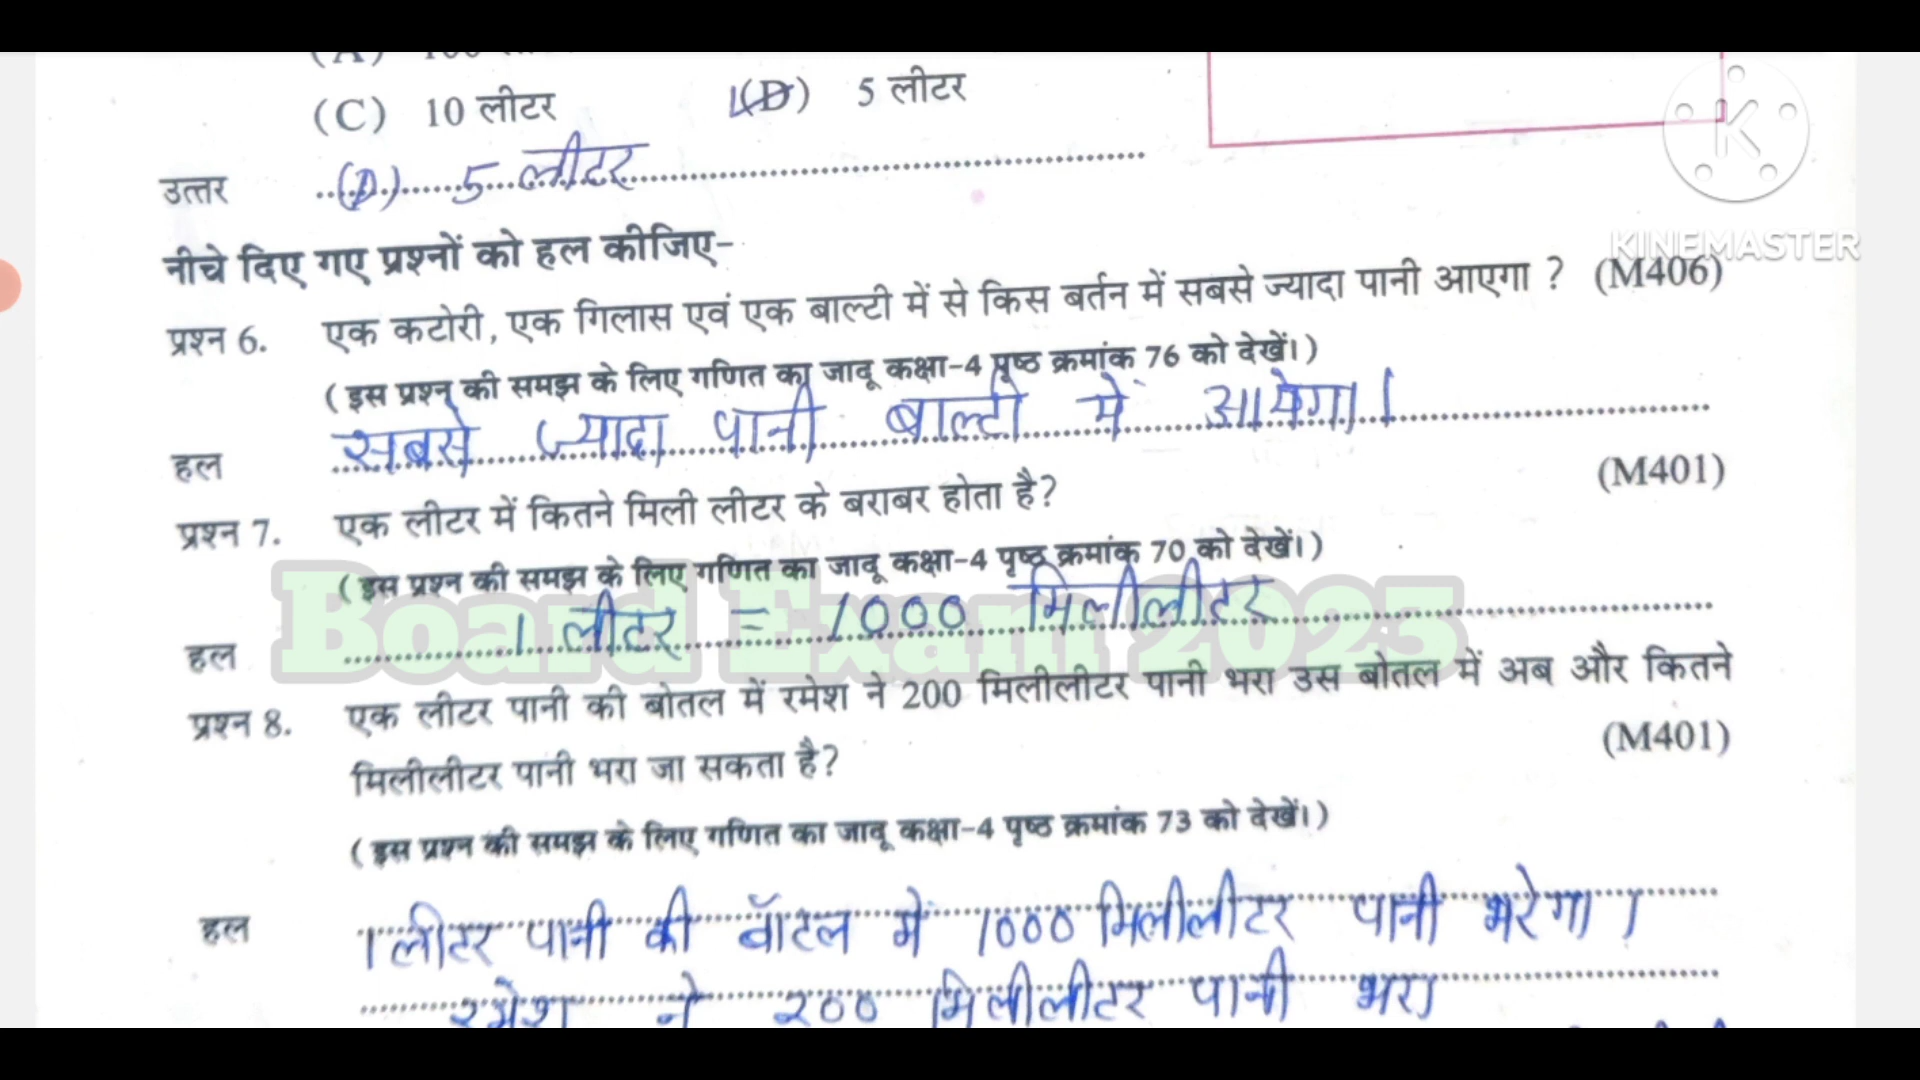 (C) 10 लीटर (D) 5 लीटर
उत्तर (D) 5 लीटर
K
KINEMASTER
नीचे दिए गए प्रश्नों को हल कीजिए-
प्रश्न 6. एक कटोरी, एक गिलास एवं एक बाल्टी में से किस बर्तन में सबसे ज्यादा पानी आएगा ? (M406)
( इस प्रश्न की समझ के लिए गणित का जादू कक्षा-4 पृष्ठ क्रमांक 76 को देखें। )
हल सबसे ज्यादा पानी बाल्टी में आयेगा।
प्रश्न 7. एक लीटर में कितने मिली लीटर के बराबर होता है? (M401)
( इस प्रश्न की समझ के लिए गणित का जादू कक्षा-4 पृष्ठ क्रमांक 70 को देखें। )
हल 1 लीटर = 1000 मिलीलीटर
Board Exam 2023
प्रश्न 8. एक लीटर पानी की बोतल में रमेश ने 200 मिलीलीटर पानी भरा उस बोतल में अब और कितने
मिलीलीटर पानी भरा जा सकता है? (M401)
( इस प्रश्न की समझ के लिए गणित का जादू कक्षा-4 पृष्ठ क्रमांक 73 को देखें। )
हल 1 लीटर पानी की बॉटल में 1000 मिलीलीटर पानी भरेगा।
रमेश ने 200 मिलीलीटर पानी भरा